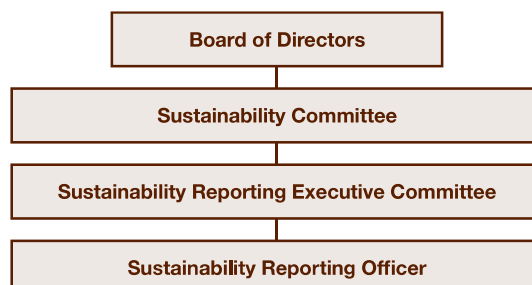 Board of Directors
Sustainability Committee
Sustainability Reporting Executive Committee
Sustainability Reporting Officer